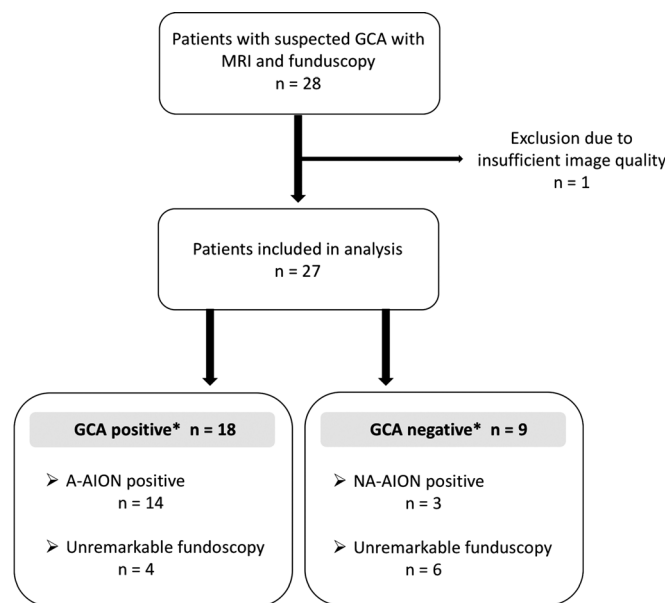 Patients with suspected GCA with
MRI and funduscopy
n = 28
Exclusion due to
insufficient image quality
n = 1
Patients included in analysis
n = 27
GCA positive* n = 18
➢ A-AION positive
n = 14
➢ Unremarkable fundoscopy
n = 4
GCA negative* n = 9
➢ NA-AION positive
n = 3
➢ Unremarkable funduscopy
n = 6